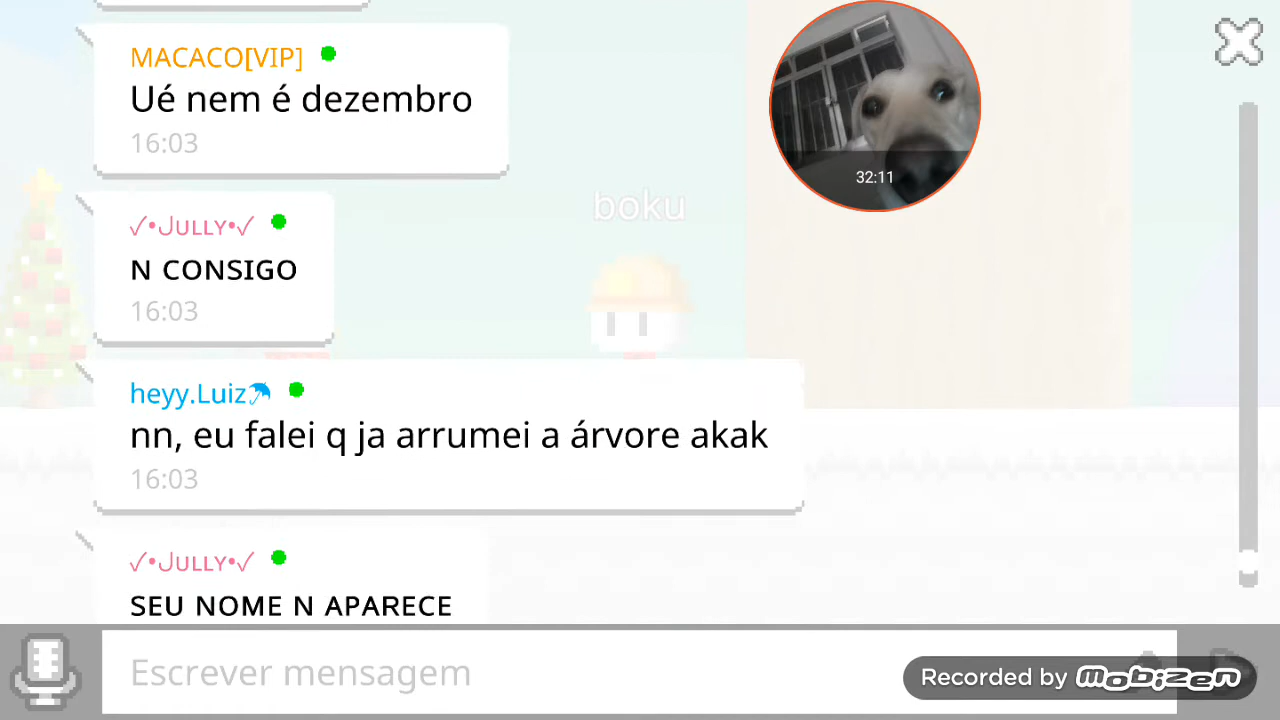 MACACO[VIP]
Ué nem é dezembro
16:03
32:11
boku
✓•Jully•✓
N CONSIGO
16:03
heyy.Luiz☂
nn, eu falei q ja arrumei a árvore akak
16:03
✓•Jully•✓
SEU NOME N APARECE
Escrever mensagem
Recorded by mobizen